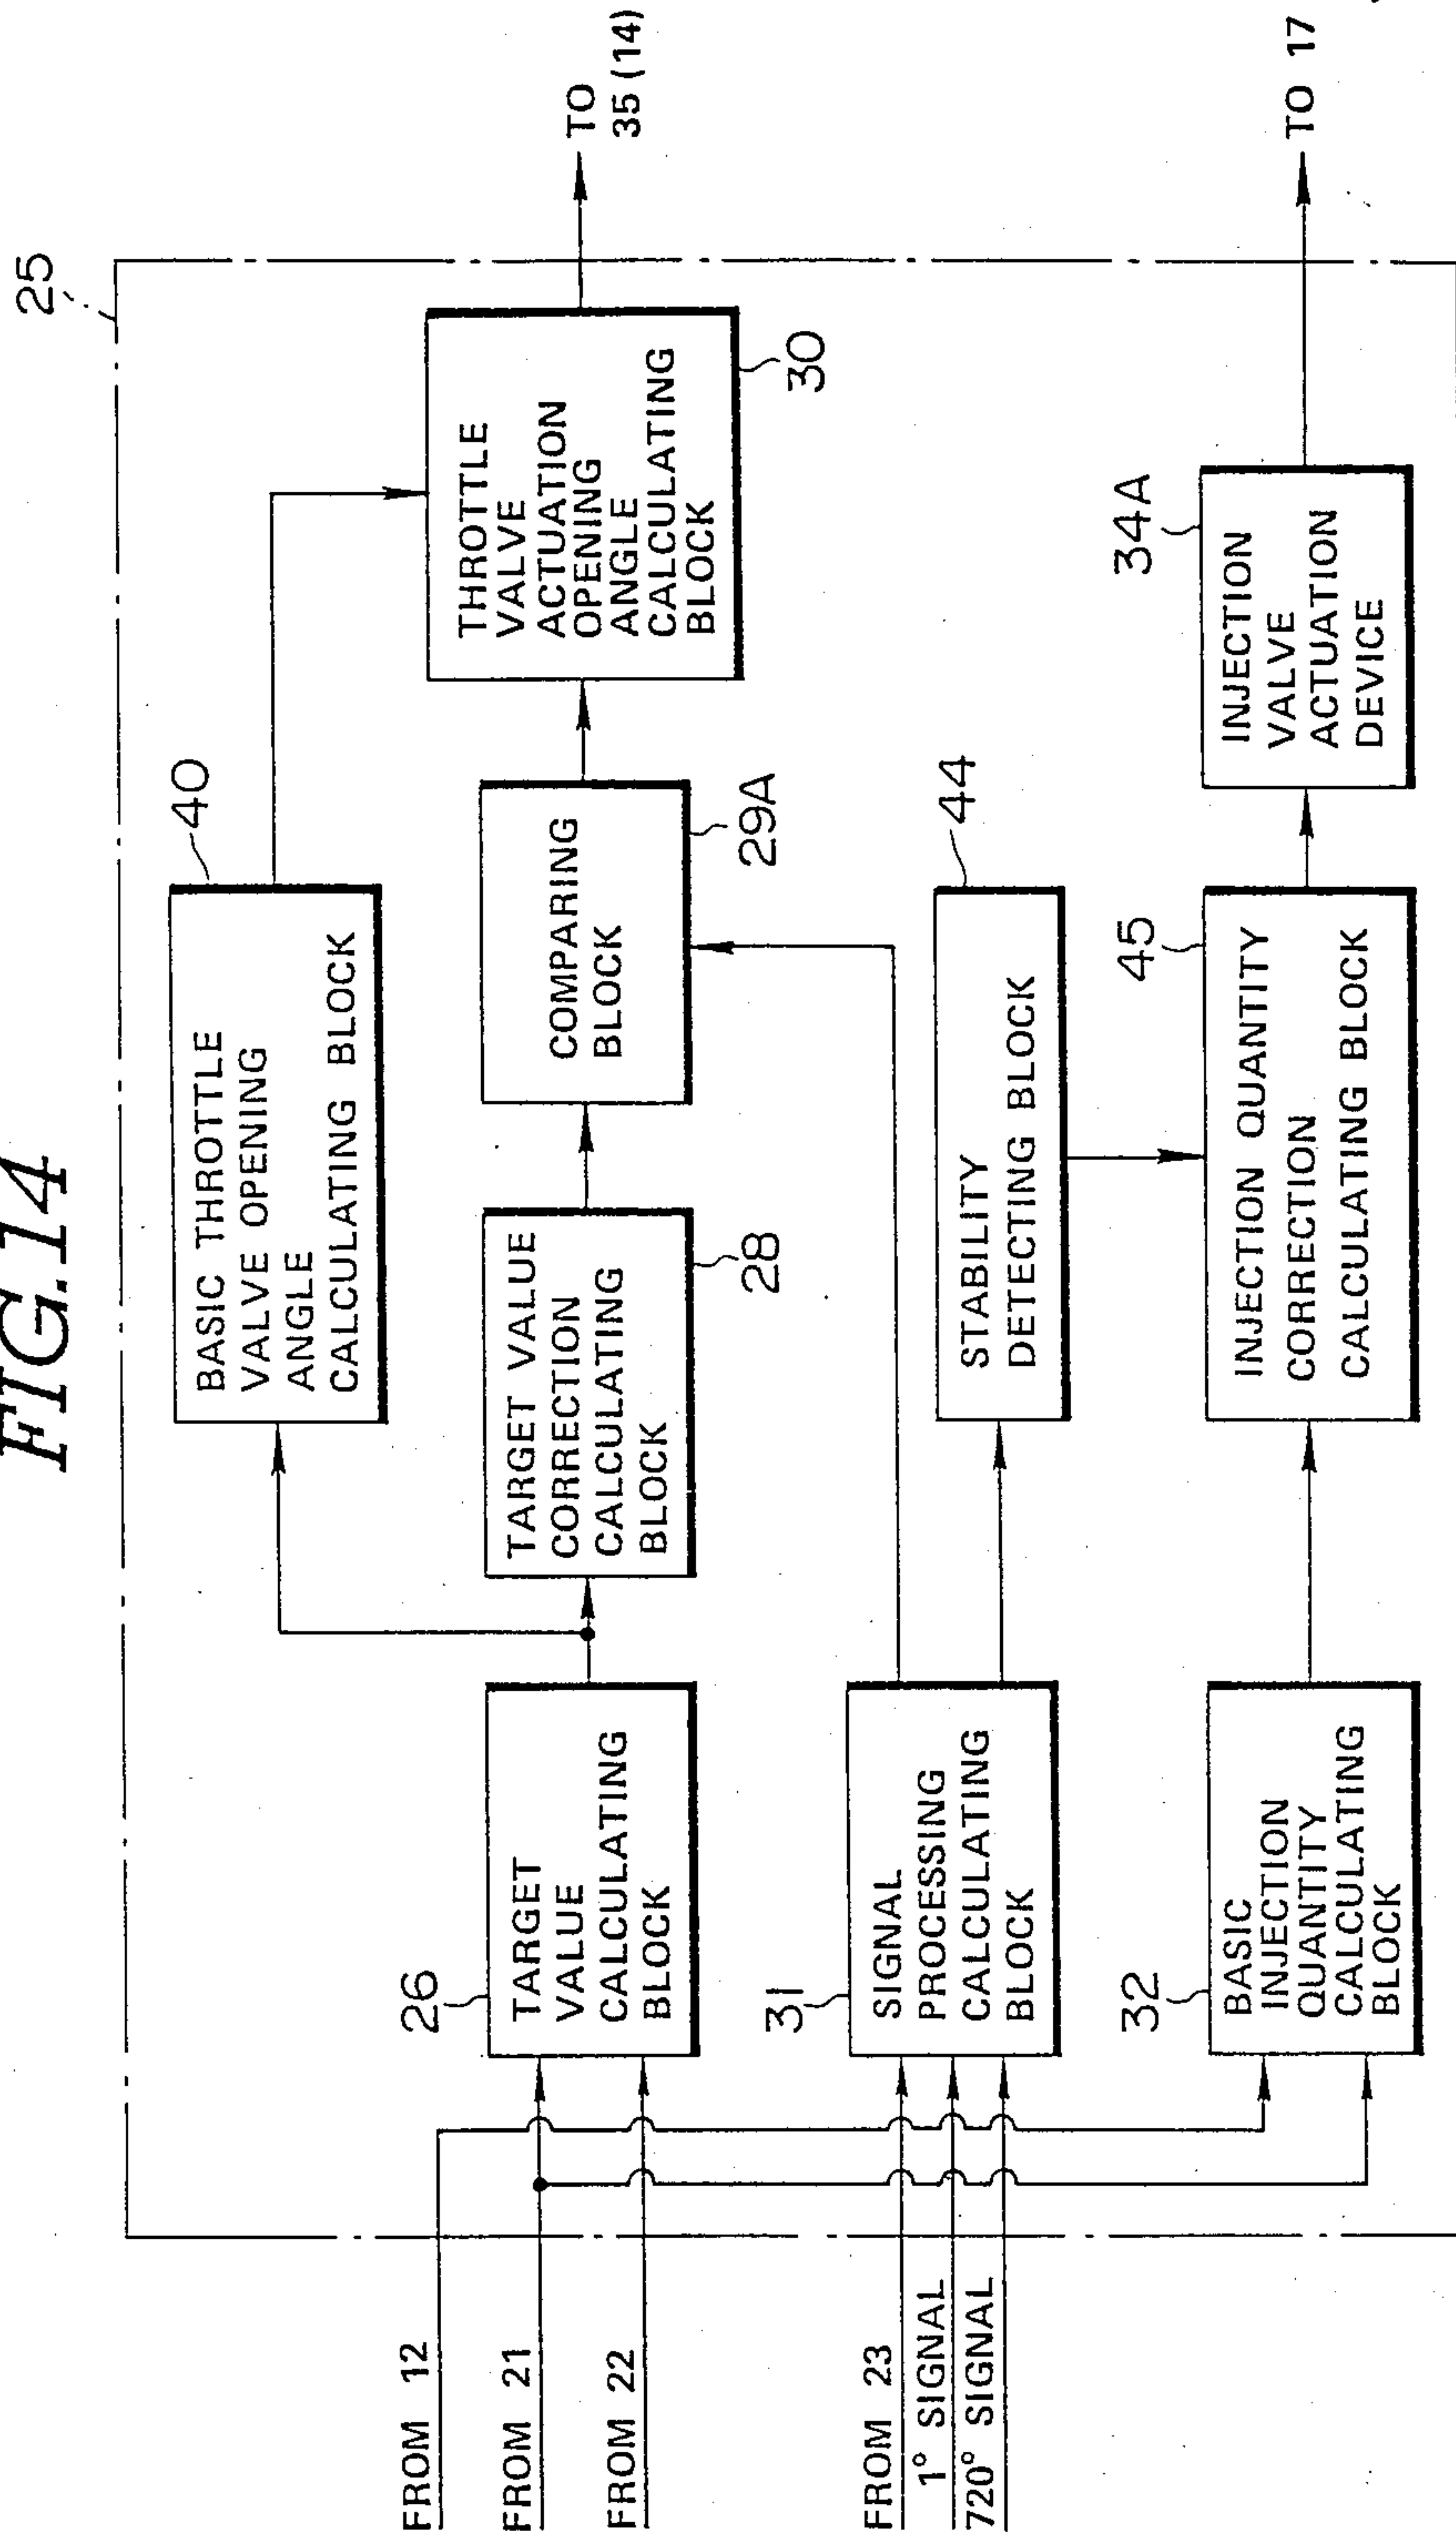 FIG.14
25
FROM 12
FROM 21
FROM 22
FROM 23
1° SIGNAL
720° SIGNAL
26
TARGET
VALUE
CALCULATING
BLOCK
40
BASIC THROTTLE
VALVE OPENING
ANGLE
CALCULATING BLOCK
TARGET VALUE
CORRECTION
CALCULATING
BLOCK
28
COMPARING
BLOCK
29A
THROTTLE
VALVE
ACTUATION
OPENING
ANGLE
CALCULATING
BLOCK
30
TO
35 (14)
31
SIGNAL
PROCESSING
CALCULATING
BLOCK
44
STABILITY
DETECTING BLOCK
32
BASIC
INJECTION
QUANTITY
CALCULATING
BLOCK
45
INJECTION QUANTITY
CORRECTION
CALCULATING BLOCK
34A
INJECTION
VALVE
ACTUATION
DEVICE
TO 17